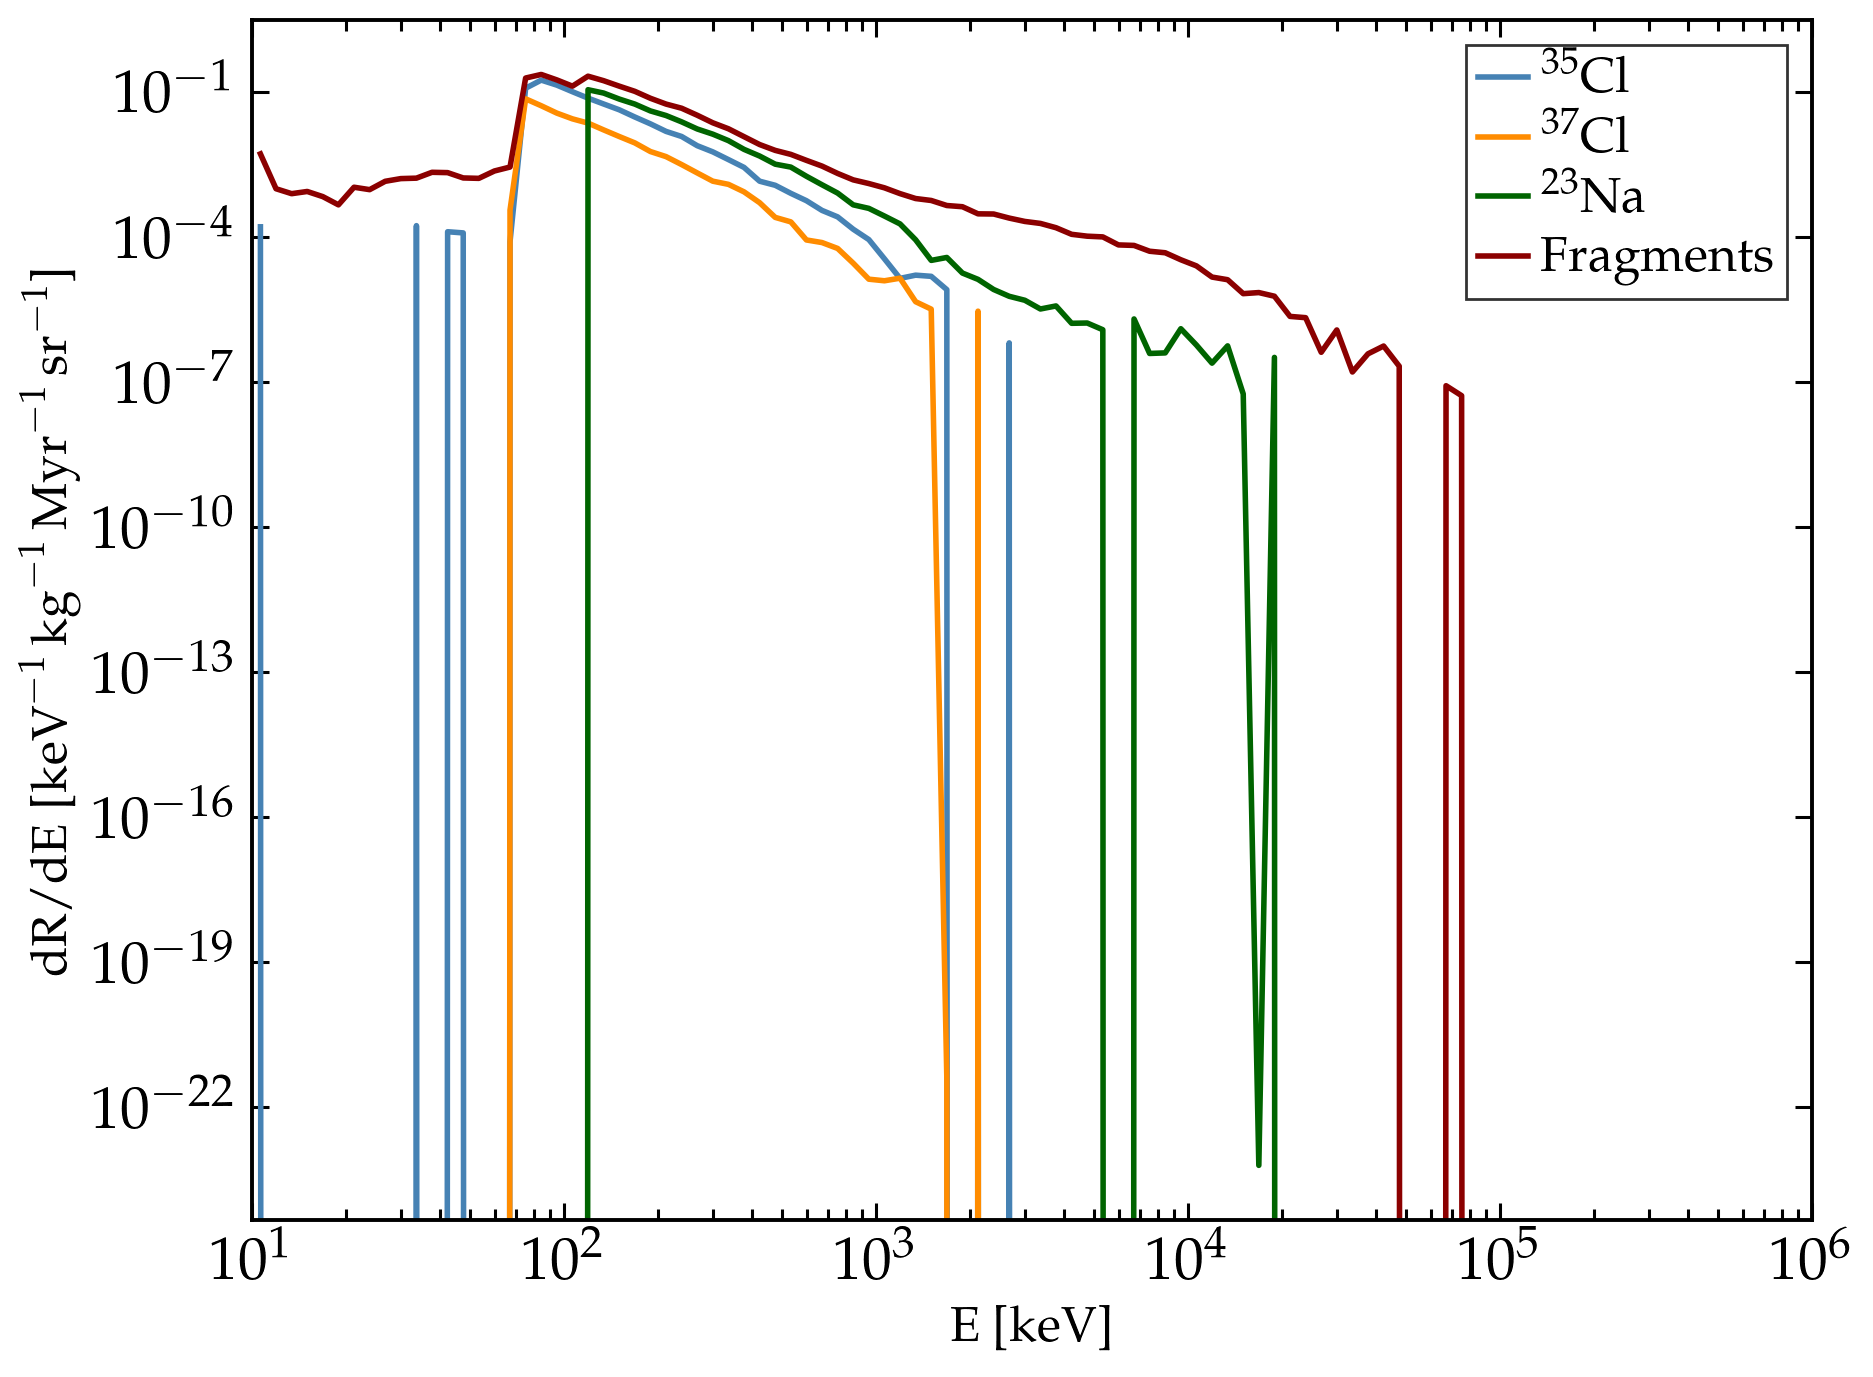 10⁻¹
10⁻⁴
10⁻⁷
10⁻¹⁰
10⁻¹³
10⁻¹⁶
10⁻¹⁹
10⁻²²
dR/dE [keV⁻¹ kg⁻¹ Myr⁻¹ sr⁻¹]
³⁵Cl
³⁷Cl
²³Na
Fragments
10¹ 10² 10³ 10⁴ 10⁵ 10⁶
E [keV]